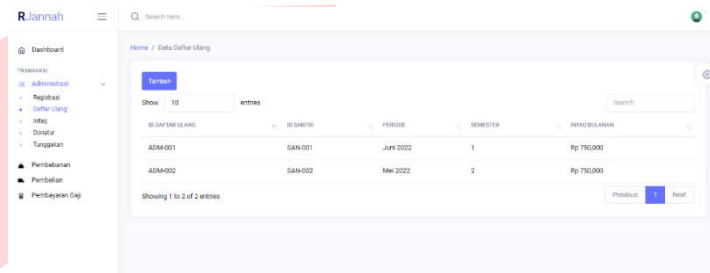 RJannah
Search here...
Dashboard
Home / Data Daftar Ulang
TRANSAKSI
Administrasi
Registrasi
Daftar Ulang
Infaq
Donatur
Tunggakan
Pembebanan
Pembelian
Pembayaran Gaji
Tambah
Show 10 entries
Search
ID DAFTAR ULANG ID SANTRI PERIODE SEMESTER INFAQ BULANAN
ADM-001 SAN-001 Juni 2022 1 Rp 750,000
ADM-002 SAN-002 Mei 2022 2 Rp 750,000
Showing 1 to 2 of 2 entries
Previous 1 Next